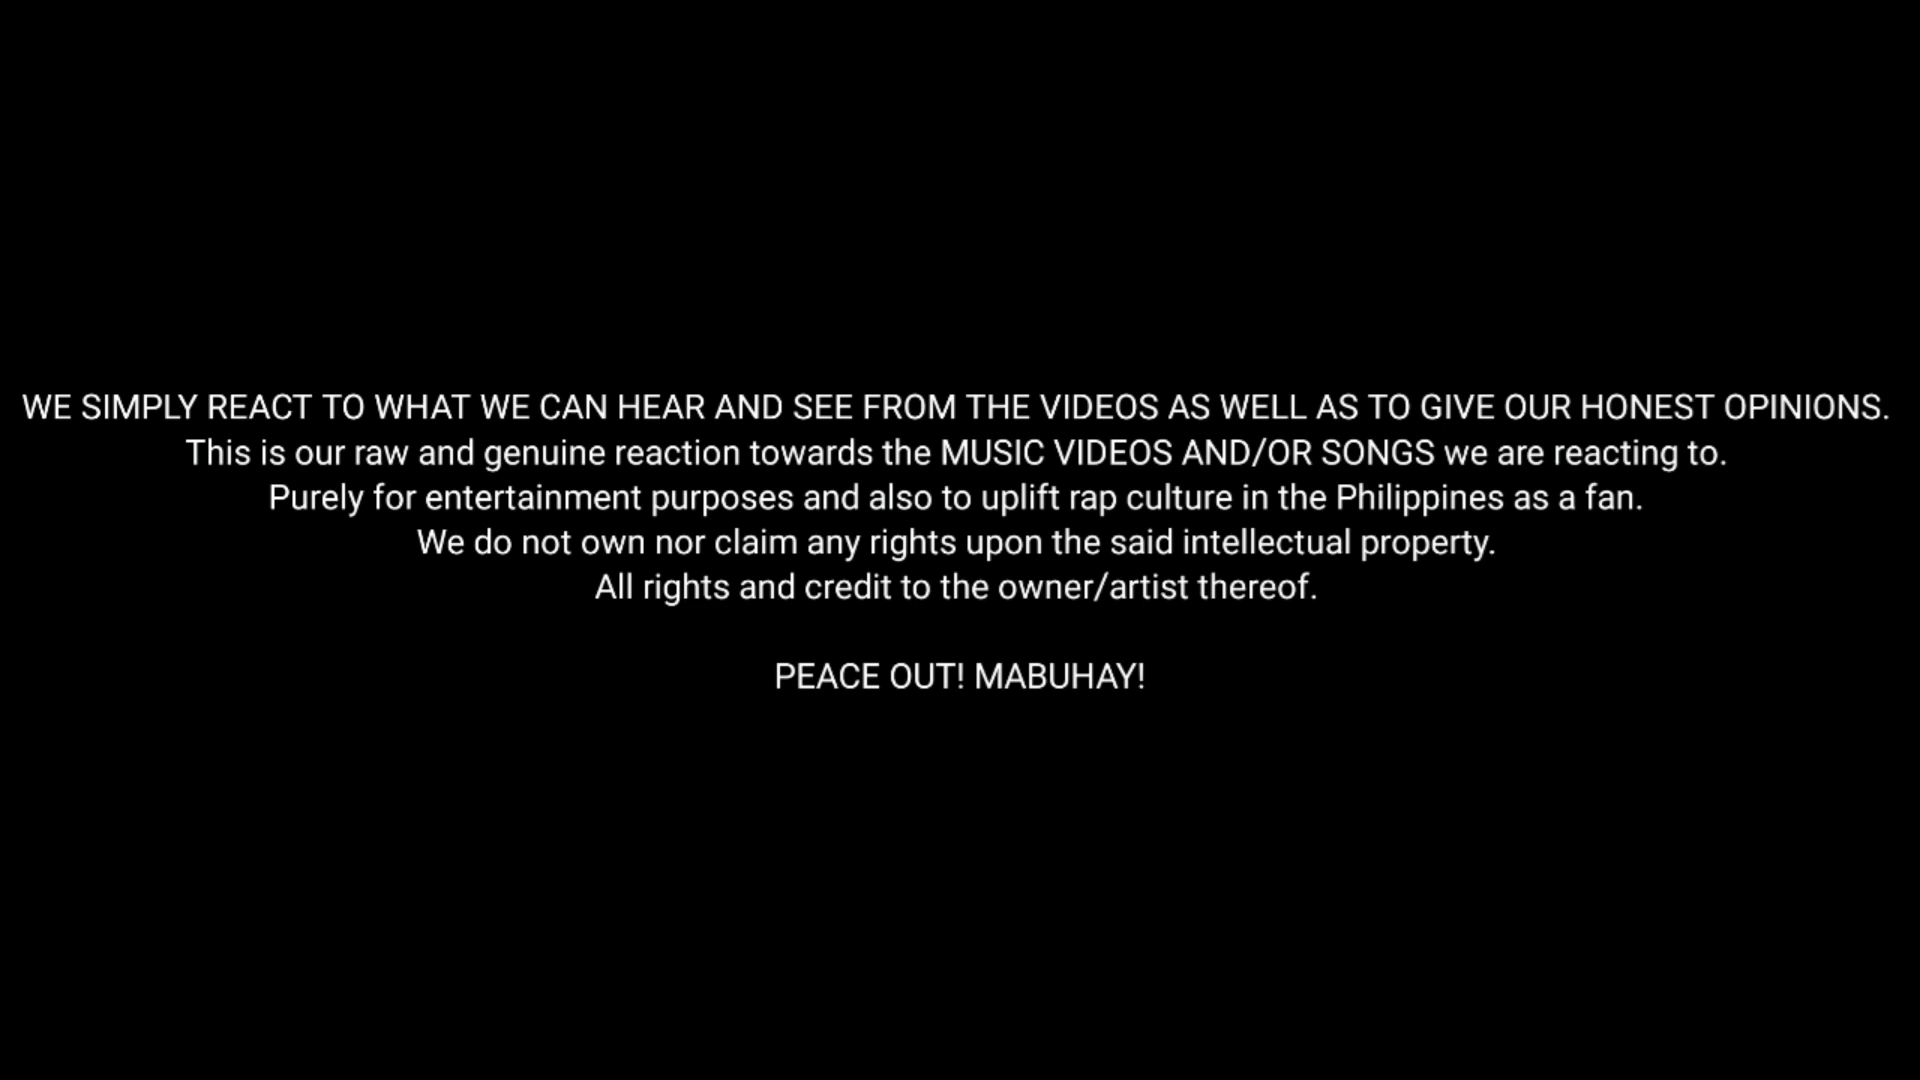 WE SIMPLY REACT TO WHAT WE CAN HEAR AND SEE FROM THE VIDEOS AS WELL AS TO GIVE OUR HONEST OPINIONS.
This is our raw and genuine reaction towards the MUSIC VIDEOS AND/OR SONGS we are reacting to.
Purely for entertainment purposes and also to uplift rap culture in the Philippines as a fan.
We do not own nor claim any rights upon the said intellectual property.
All rights and credit to the owner/artist thereof.
PEACE OUT! MABUHAY!